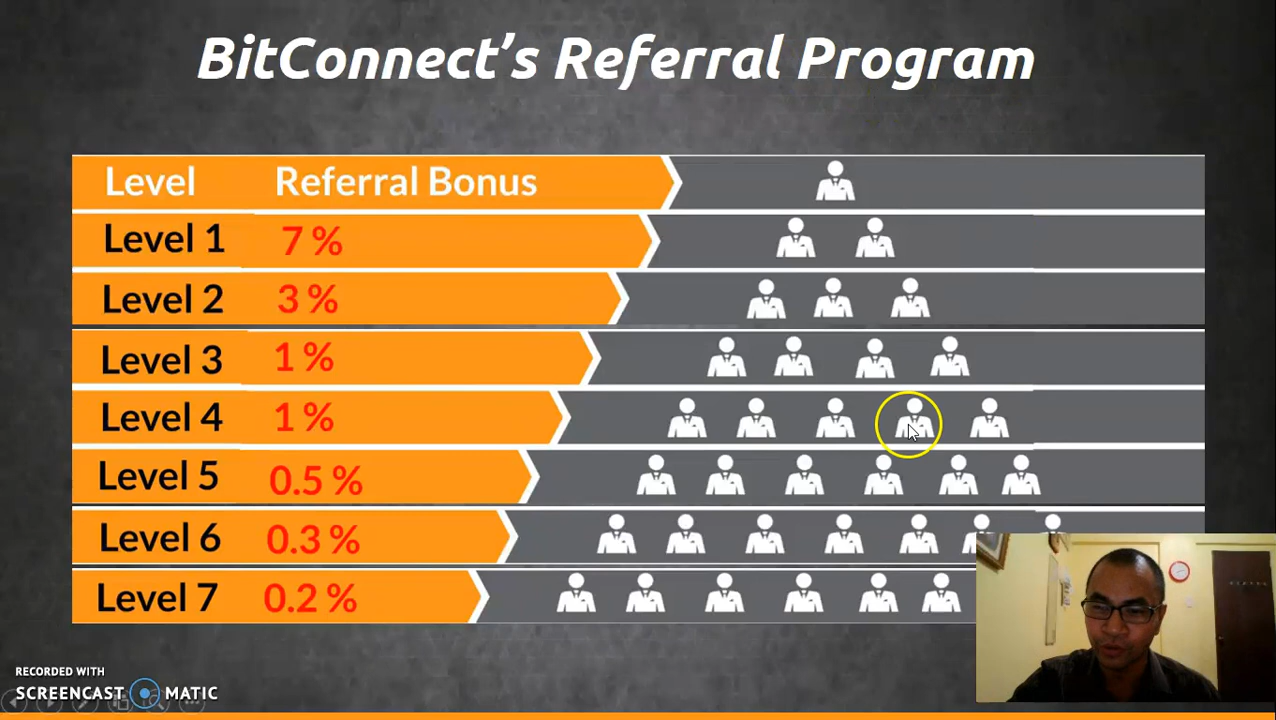 BitConnect's Referral Program
Level Referral Bonus
Level 1 7 %
Level 2 3 %
Level 3 1 %
Level 4 1 %
Level 5 0.5 %
Level 6 0.3 %
Level 7 0.2 %
RECORDED WITH
SCREENCAST MATIC